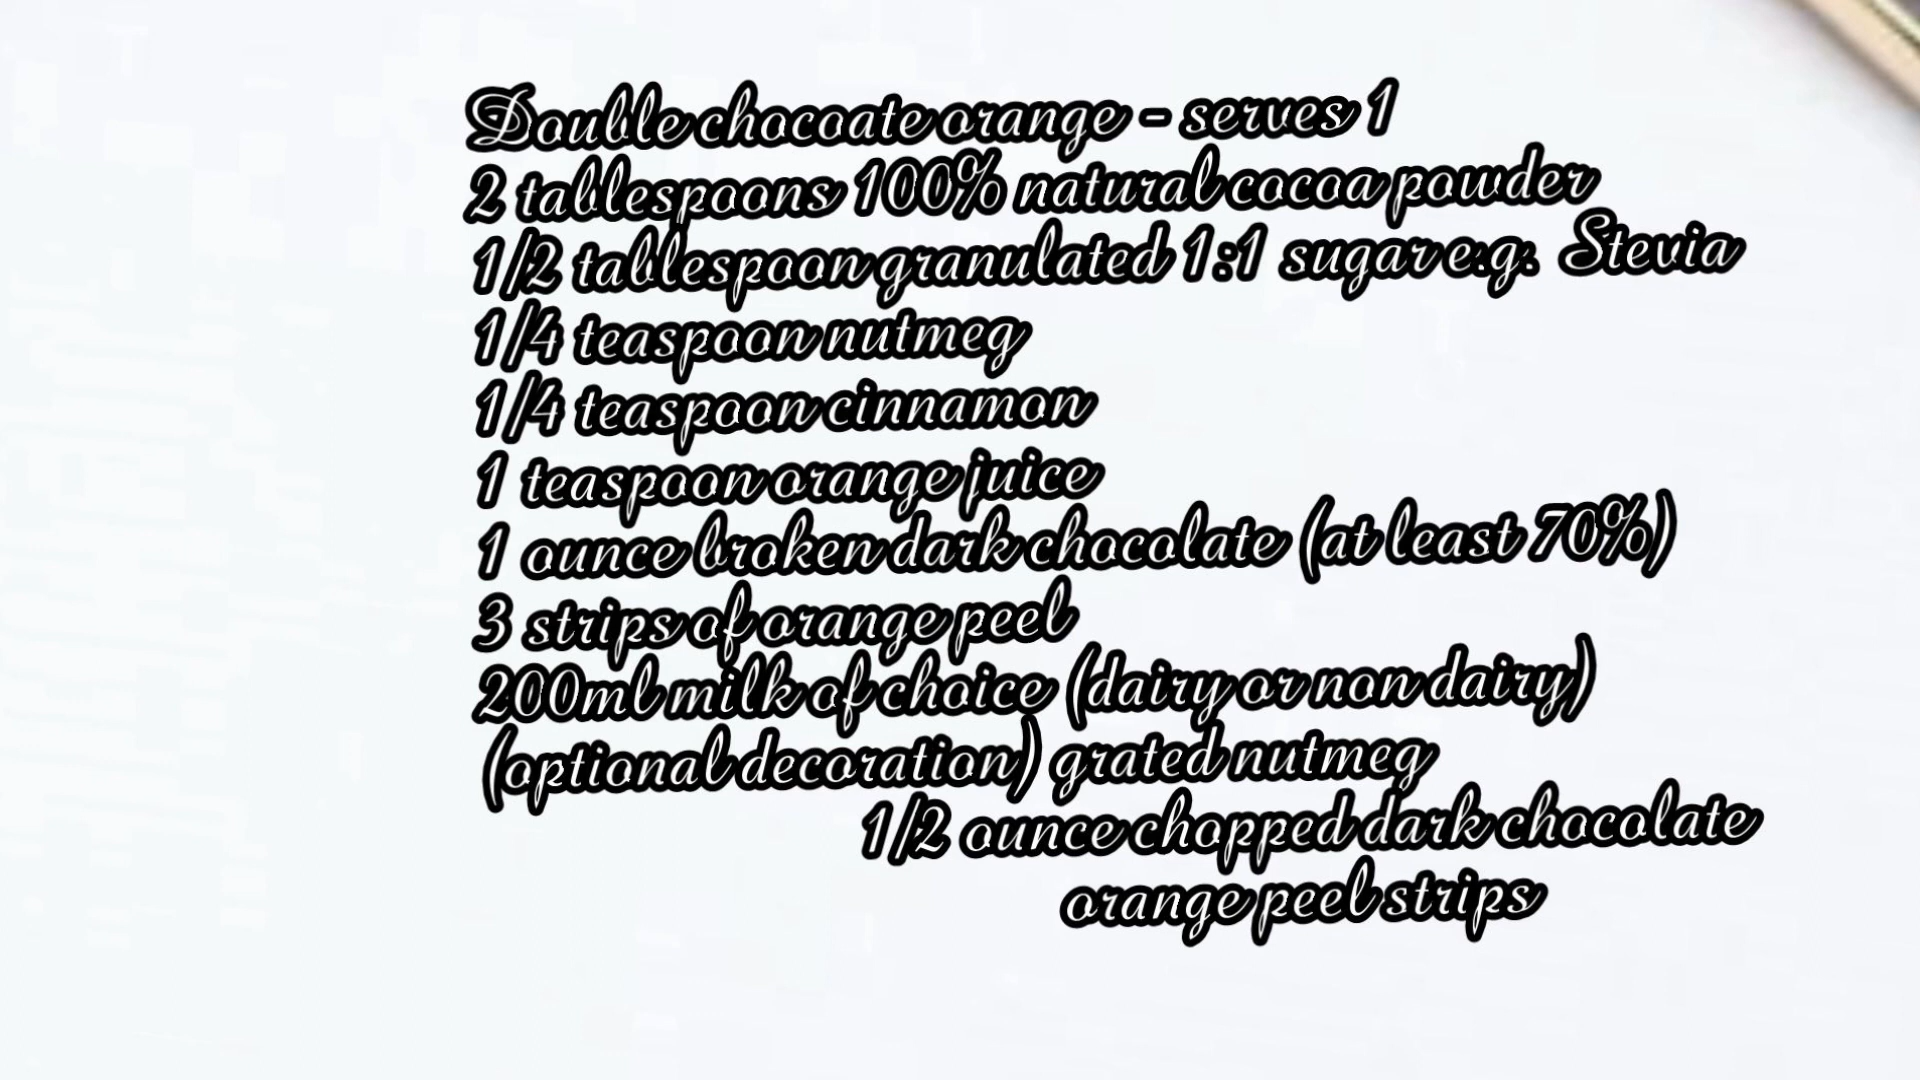 Double chocoate orange - serves 1
2 tablespoons 100% natural cocoa powder
1/2 tablespoon granulated 1:1 sugar e.g. Stevia
1/4 teaspoon nutmeg
1/4 teaspoon cinnamon
1 teaspoon orange juice
1 ounce broken dark chocolate (at least 70%)
3 strips of orange peel
200ml milk of choice (dairy or non dairy)
(optional decoration) grated nutmeg
1/2 ounce chopped dark chocolate
orange peel strips